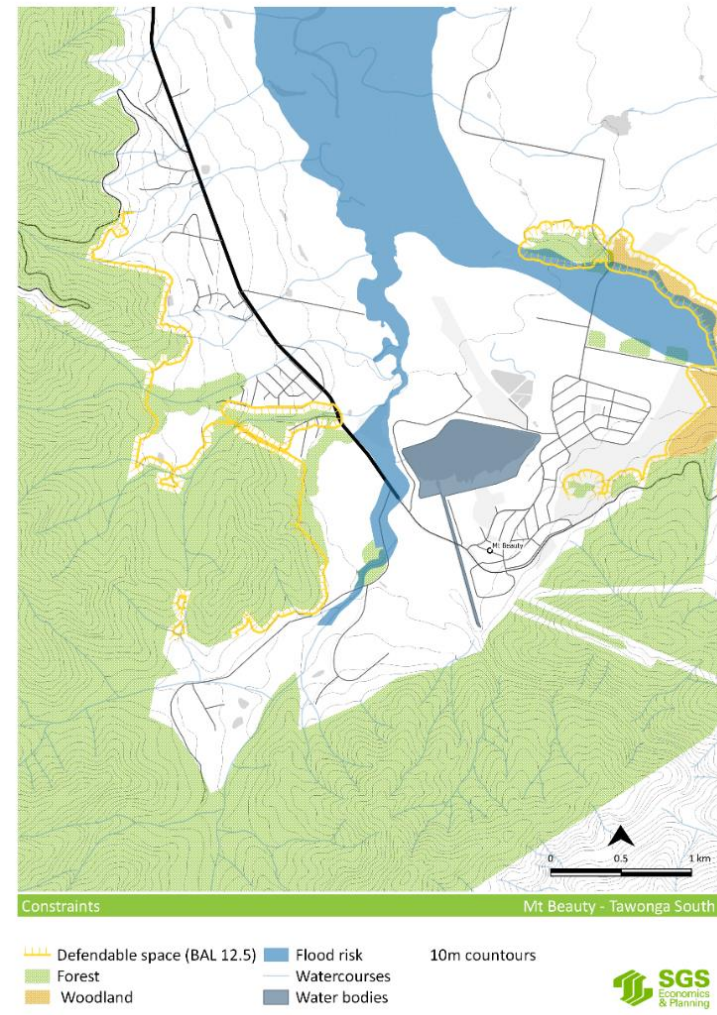 Mt Beauty
0 0.5 1 km
Constraints Mt Beauty - Tawonga South
Defendable space (BAL 12.5) Flood risk 10m countours
Forest Watercourses
Woodland Water bodies
SGS
Economics
& Planning